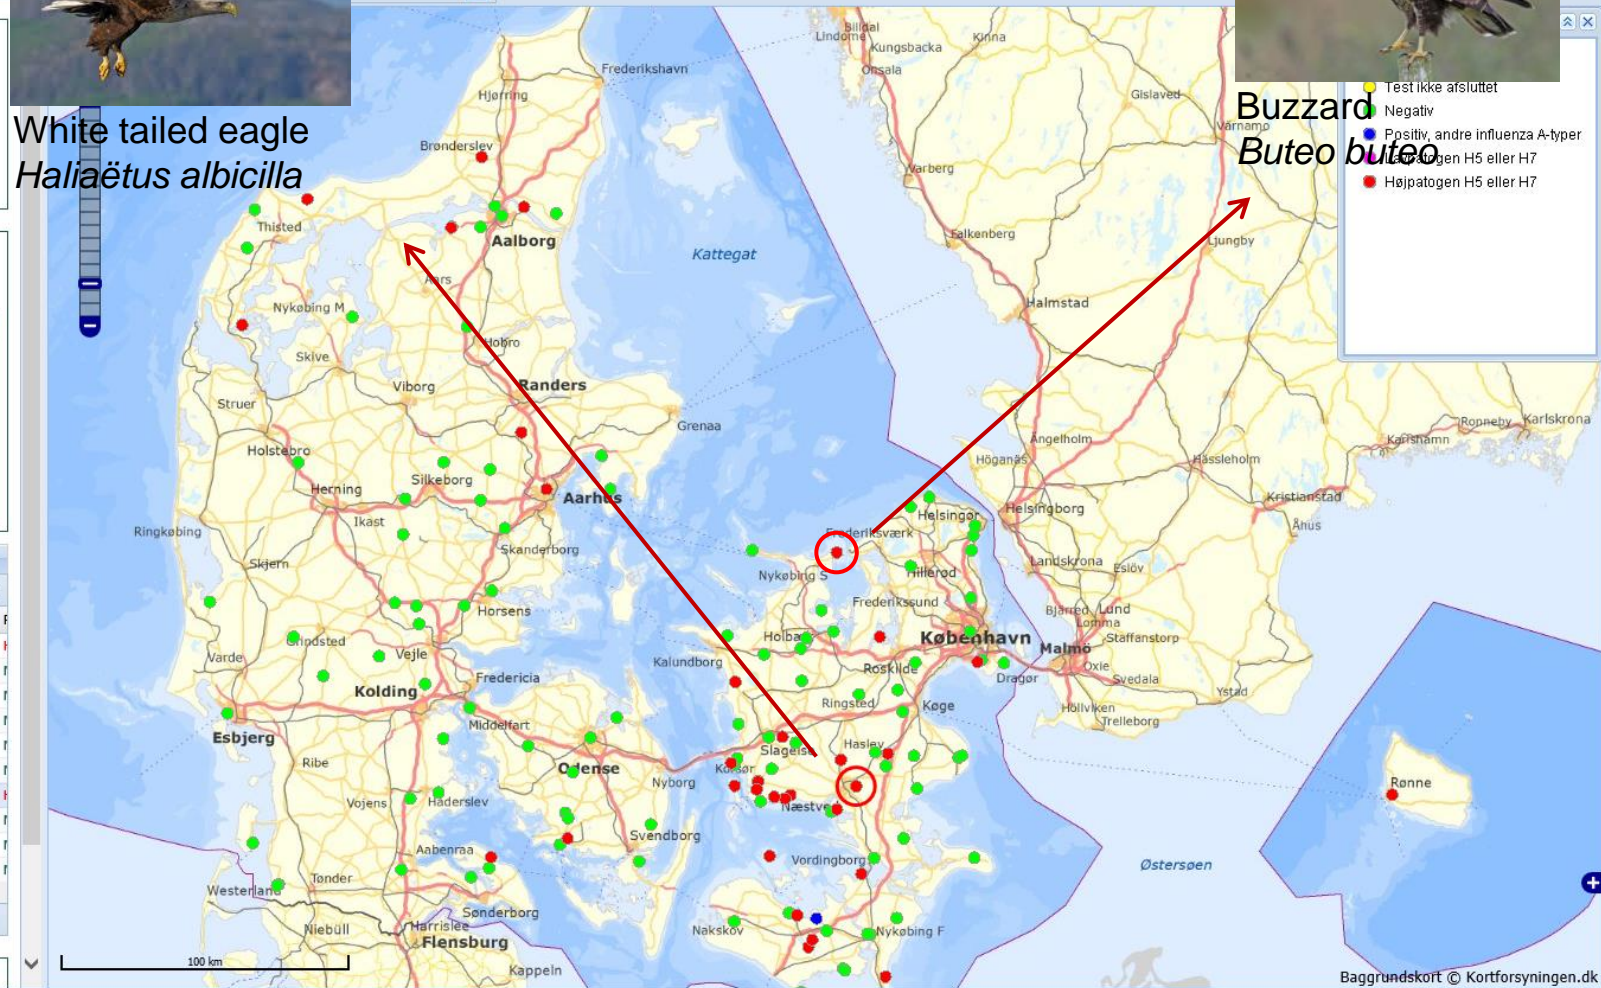 White tailed eagle
Haliaëtus albicilla
Buzzard
Buteo buteo
Test ikke afsluttet
Negativ
Positiv, andre influenza A-typer
Lavpatogen H5 eller H7
Højpatogen H5 eller H7
Billdal
Lindome
Kungsbacka
Kinna
Onsala
Gislaved
Värnamo
Varberg
Falkenberg
Ljungby
Halmstad
Frederikshavn
Hjørring
Brønderslev
Thisted
Aalborg
Aars
Kattegat
Nykøbing M
Hobro
Skive
Viborg
Randers
Struer
Grenaa
Holstebro
Herning
Silkeborg
Aarhus
Ikast
Ringkøbing
Skanderborg
Skjern
Horsens
Grindsted
Varde
Vejle
Fredericia
Kolding
Middelfart
Esbjerg
Ribe
Odense
Nyborg
Vojens
Haderslev
Svendborg
Aabenraa
Tønder
Westerland
Sønderborg
Niebüll
Harrislee
Flensburg
Kappeln
100 km
Ängelholm
Höganäs
Hässleholm
Karlshamn
Ronneby
Karlskrona
Kristianstad
Åhus
Helsingør
Helsingborg
Frederiksværk
Nykøbing S
Hillerød
Landskrona
Eslöv
Frederikssund
Bjärred
Lund
Lomma
Staffanstorp
København
Malmö
Holbæk
Kalundborg
Roskilde
Dragør
Oxie
Svedala
Ystad
Ringsted
Køge
Höllviken
Trelleborg
Slagelse
Haslev
Korsør
Næstved
Rønne
Vordingborg
Østersøen
Nakskov
Nykøbing F
Baggrundskort © Kortforsyningen.dk